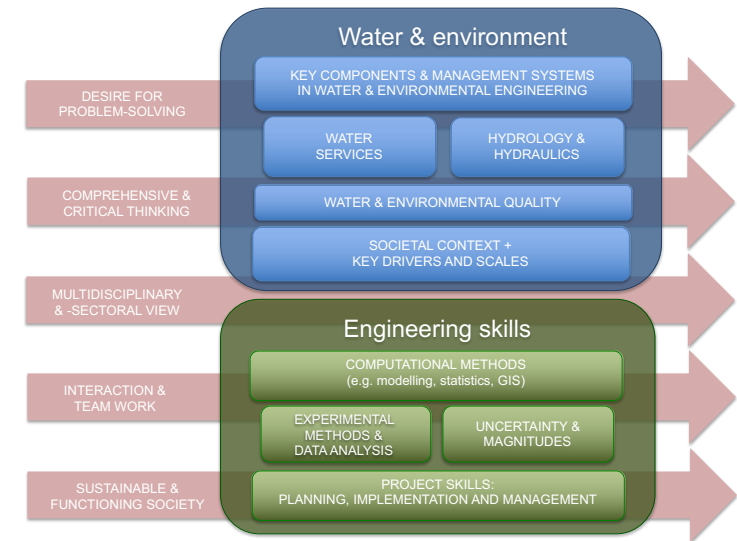 Water & environment
KEY COMPONENTS & MANAGEMENT SYSTEMS
IN WATER & ENVIRONMENTAL ENGINEERING
DESIRE FOR
PROBLEM-SOLVING
WATER
SERVICES
HYDROLOGY &
HYDRAULICS
COMPREHENSIVE &
CRITICAL THINKING
WATER & ENVIRONMENTAL QUALITY
SOCIETAL CONTEXT +
KEY DRIVERS AND SCALES
MULTIDISCIPLINARY
& -SECTORAL VIEW
Engineering skills
COMPUTATIONAL METHODS
(e.g. modelling, statistics, GIS)
INTERACTION &
TEAM WORK
EXPERIMENTAL
METHODS &
DATA ANALYSIS
UNCERTAINTY &
MAGNITUDES
SUSTAINABLE &
FUNCTIONING SOCIETY
PROJECT SKILLS:
PLANNING, IMPLEMENTATION AND MANAGEMENT